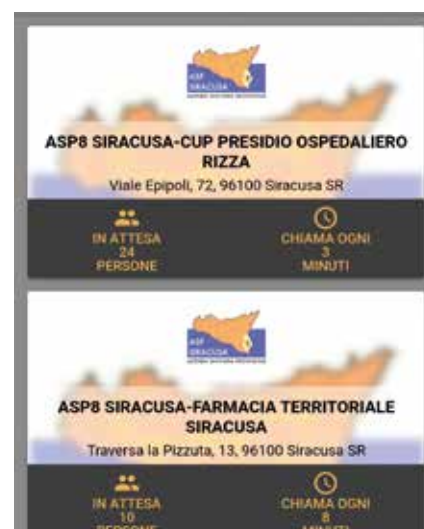 ASP
SIRACUSA
ASP8 SIRACUSA-CUP PRESIDIO OSPEDALIERO
RIZZA
Viale Epipoli, 72, 96100 Siracusa SR
IN ATTESA
24
PERSONE
CHIAMA OGNI
3
MINUTI
ASP
SIRACUSA
ASP8 SIRACUSA-FARMACIA TERRITORIALE
SIRACUSA
Traversa la Pizzuta, 13, 96100 Siracusa SR
IN ATTESA
10
PERSONE
CHIAMA OGNI
8
MINUTI